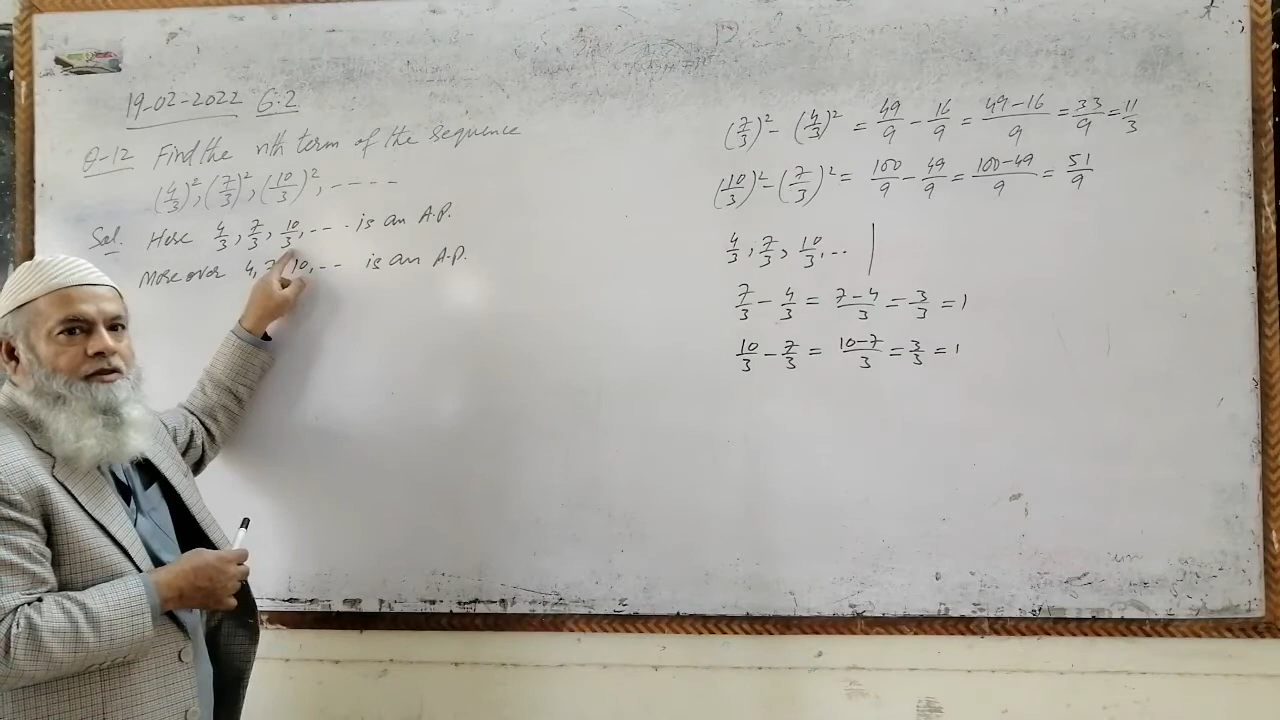 19-02-2022 6.2
Q-12 Find the nth term of the sequence
(4/3)², (7/3)², (10/3)², ----
Sol. Here 4/3, 7/3, 10/3, --- is an A.P.
Moreover 4, 7, 10, -- is an A.P.
(7/3)² - (4/3)² = 49/9 - 16/9 = 49-16/9 = 33/9 = 11/3
(10/3)² - (7/3)² = 100/9 - 49/9 = 100-49/9 = 51/9
4/3, 7/3, 10/3, --
7/3 - 4/3 = 7-4/3 = 3/3 = 1
10/3 - 7/3 = 10-7/3 = 3/3 = 1